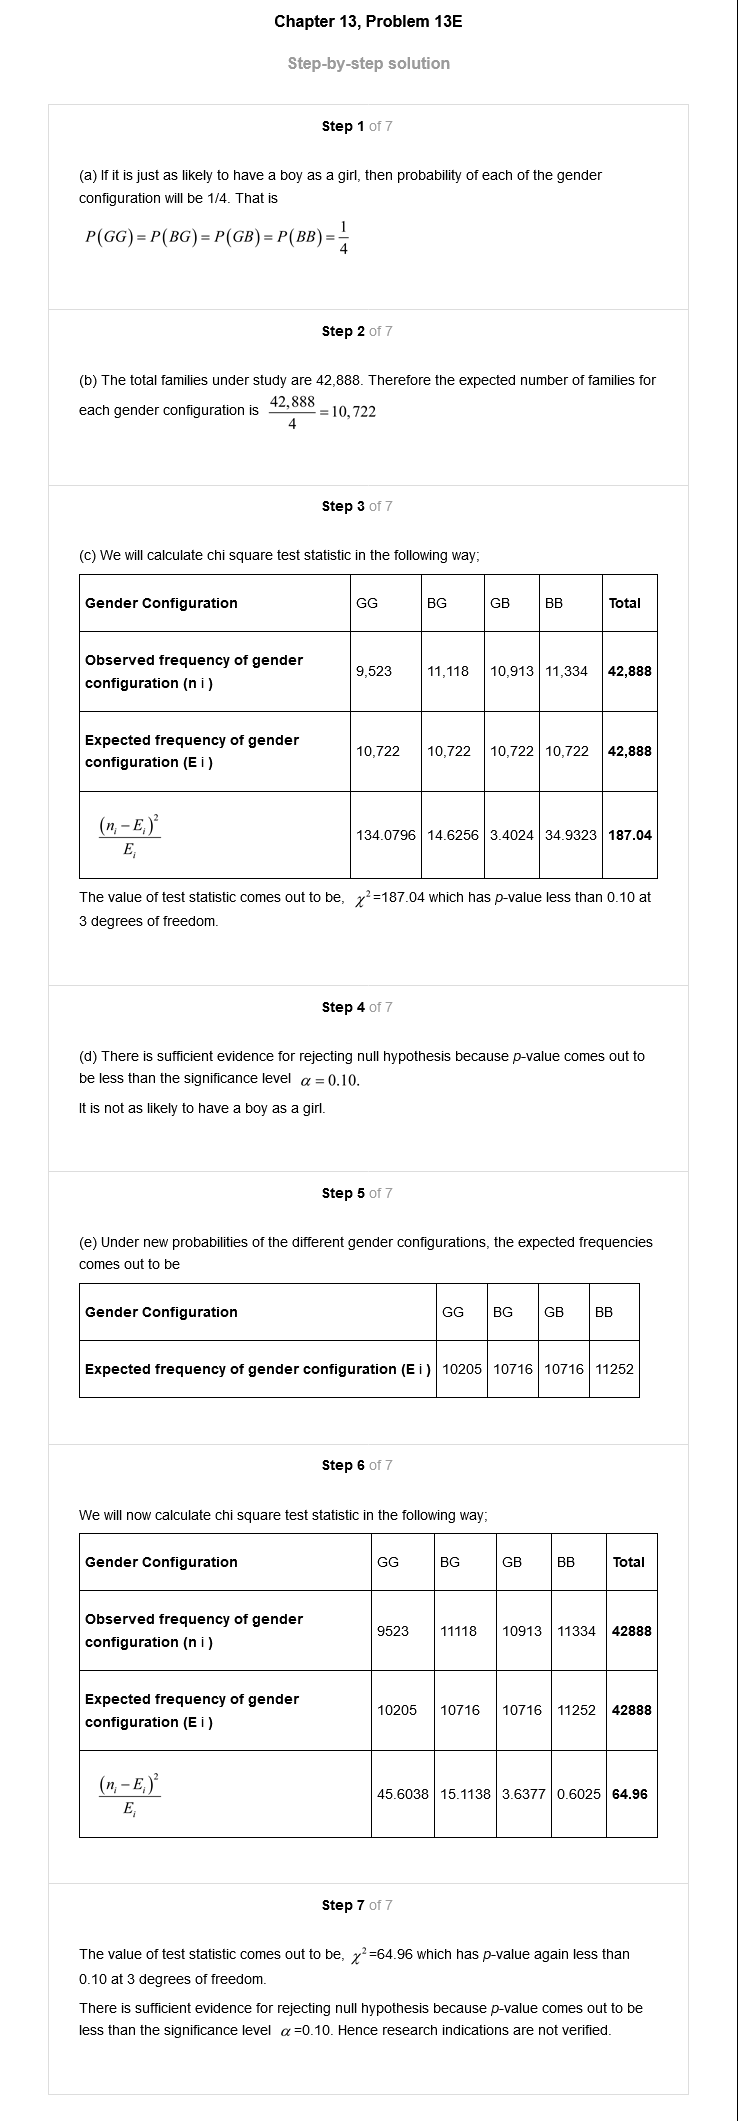 Chapter 13, Problem 13E
Step-by-step solution
Step 1 of 7
(a) If it is just as likely to have a boy as a girl, then probability of each of the gender
configuration will be 1/4. That is
P(GG) = P(BG) = P(GB) = P(BB) = 1/4
Step 2 of 7
(b) The total families under study are 42,888. Therefore the expected number of families for
each gender configuration is 42,888/4 = 10,722
Step 3 of 7
(c) We will calculate chi square test statistic in the following way;
Gender Configuration GG BG GB BB Total
Observed frequency of gender
configuration (n i ) 9,523 11,118 10,913 11,334 42,888
Expected frequency of gender
configuration (E i ) 10,722 10,722 10,722 10,722 42,888
(nᵢ − Eᵢ)²/Eᵢ 134.0796 14.6256 3.4024 34.9323 187.04
The value of test statistic comes out to be, χ²=187.04 which has p-value less than 0.10 at
3 degrees of freedom.
Step 4 of 7
(d) There is sufficient evidence for rejecting null hypothesis because p-value comes out to
be less than the significance level α = 0.10.
It is not as likely to have a boy as a girl.
Step 5 of 7
(e) Under new probabilities of the different gender configurations, the expected frequencies
comes out to be
Gender Configuration GG BG GB BB
Expected frequency of gender configuration (E i ) 10205 10716 10716 11252
Step 6 of 7
We will now calculate chi square test statistic in the following way;
Gender Configuration GG BG GB BB Total
Observed frequency of gender
configuration (n i ) 9523 11118 10913 11334 42888
Expected frequency of gender
configuration (E i ) 10205 10716 10716 11252 42888
(nᵢ − Eᵢ)²/Eᵢ 45.6038 15.1138 3.6377 0.6025 64.96
Step 7 of 7
The value of test statistic comes out to be, χ²=64.96 which has p-value again less than
0.10 at 3 degrees of freedom.
There is sufficient evidence for rejecting null hypothesis because p-value comes out to be
less than the significance level α =0.10. Hence research indications are not verified.